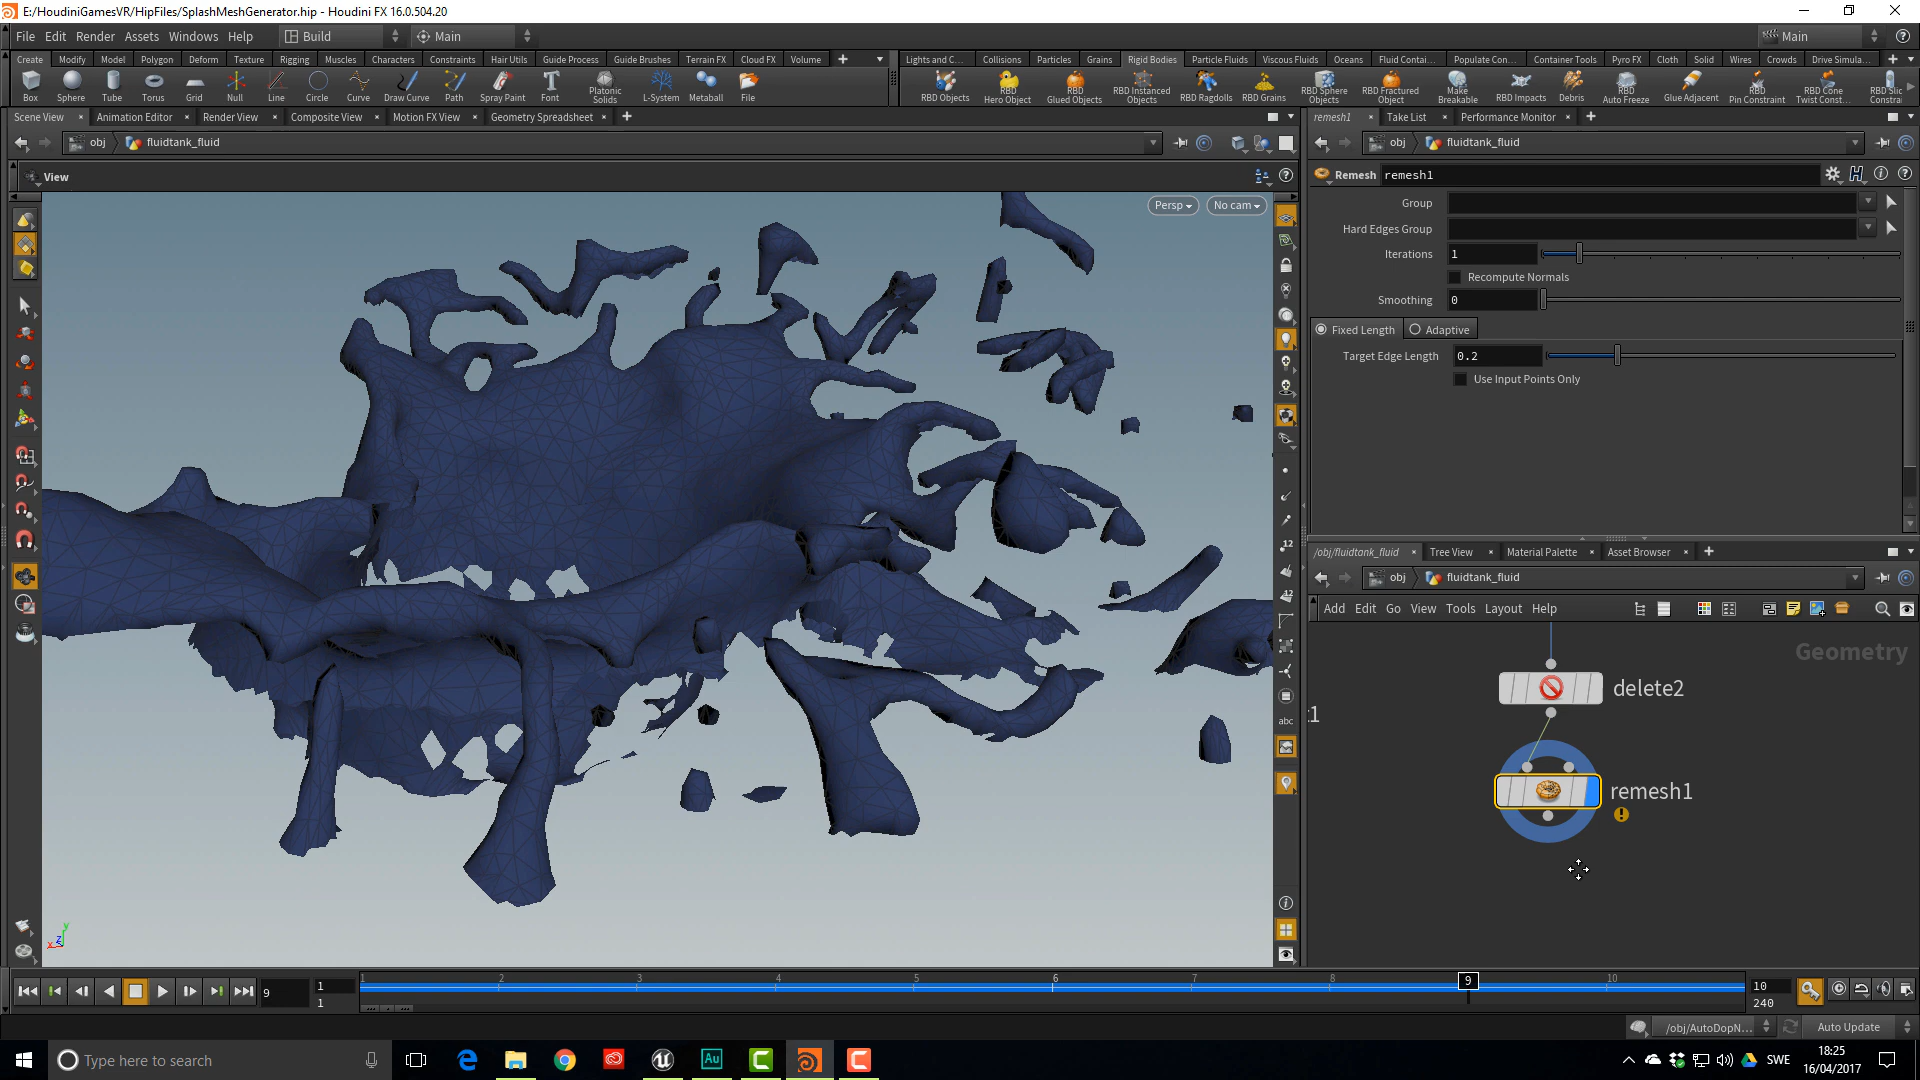 E:/HoudiniGamesVR/HipFiles/SplashMeshGenerator.hip - Houdini FX 16.0.504.20
File Edit Render Assets Windows Help Build Main Main
Create Modify Model Polygon Deform Texture Rigging Muscles Characters Constraints Hair Utils Guide Process Guide Brushes Terrain FX Cloud FX Volume
Lights and C... Collisions Particles Grains Rigid Bodies Particle Fluids Viscous Fluids Oceans Fluid Contai... Populate Con... Container Tools Pyro FX Cloth Solid Wires Crowds Drive Simula...
Box Sphere Tube Torus Grid Null Line Circle Curve Draw Curve Path Spray Paint Font Platonic Solids L-System Metaball File
RBD Objects RBD Hero Object RBD Glued Objects RBD Instanced Objects RBD Ragdolls RBD Grains RBD Sphere Objects RBD Fractured Object Make Breakable RBD Impacts Debris RBD Auto Freeze Glue Adjacent RBD Pin Constraint RBD Cone Twist Const... RBD Sli Constrai
Scene View Animation Editor Render View Composite View Motion FX View Geometry Spreadsheet
remesh1 Take List Performance Monitor
obj fluidtank_fluid
obj fluidtank_fluid
View
Persp No cam
Remesh remesh1
Group
Hard Edges Group
Iterations 1
Recompute Normals
Smoothing 0
Fixed Length Adaptive
Target Edge Length 0.2
Use Input Points Only
/obj/fluidtank_fluid Tree View Material Palette Asset Browser
obj fluidtank_fluid
Add Edit Go View Tools Layout Help
Geometry
delete2
remesh1
12
12
abc
x y z
9 1 1
1 2 3 4 5 6 7 8 9 10
10
240
/obj/AutoDopN... Auto Update
Type here to search
SWE
18:25
16/04/2017